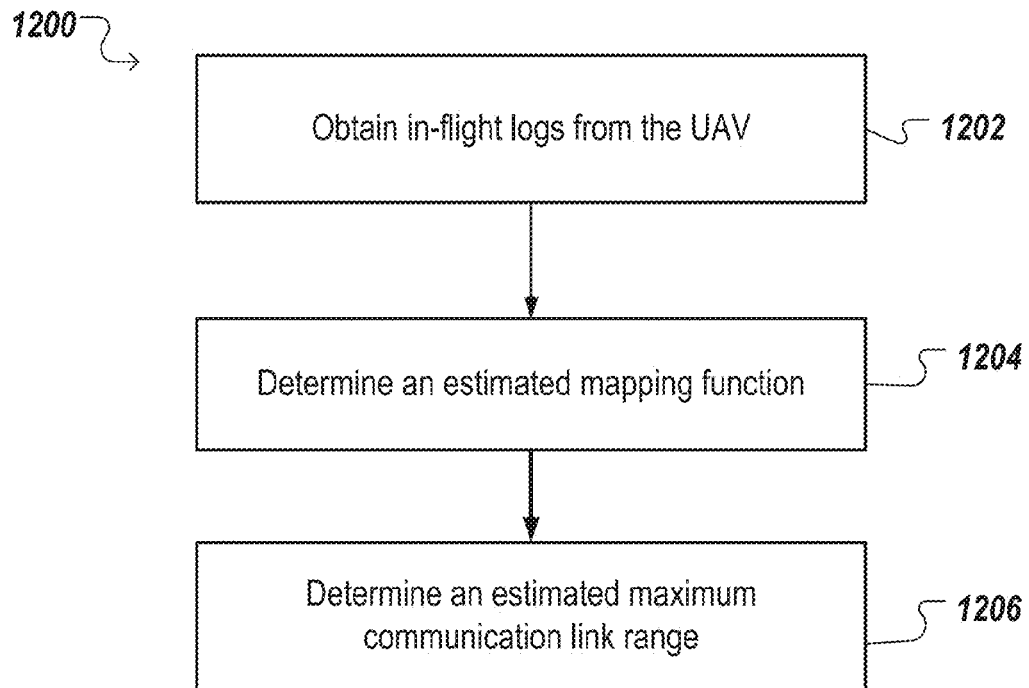 1200
Obtain in-flight logs from the UAV
1202
Determine an estimated mapping function
1204
Determine an estimated maximum
communication link range
1206